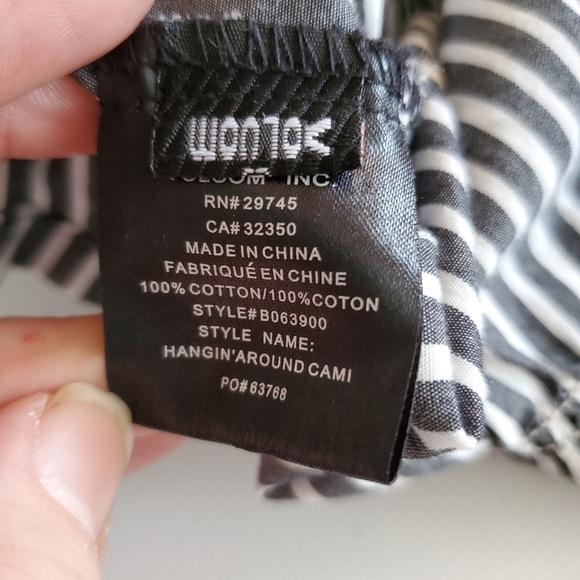 INC.
RN# 29745
CA# 32350
MADE IN CHINA
FABRIQUÉ EN CHINE
100% COTTON/100% COTON
STYLE#B063900
STYLE NAME:
HANGIN'AROUND CAMI
PO# 63768